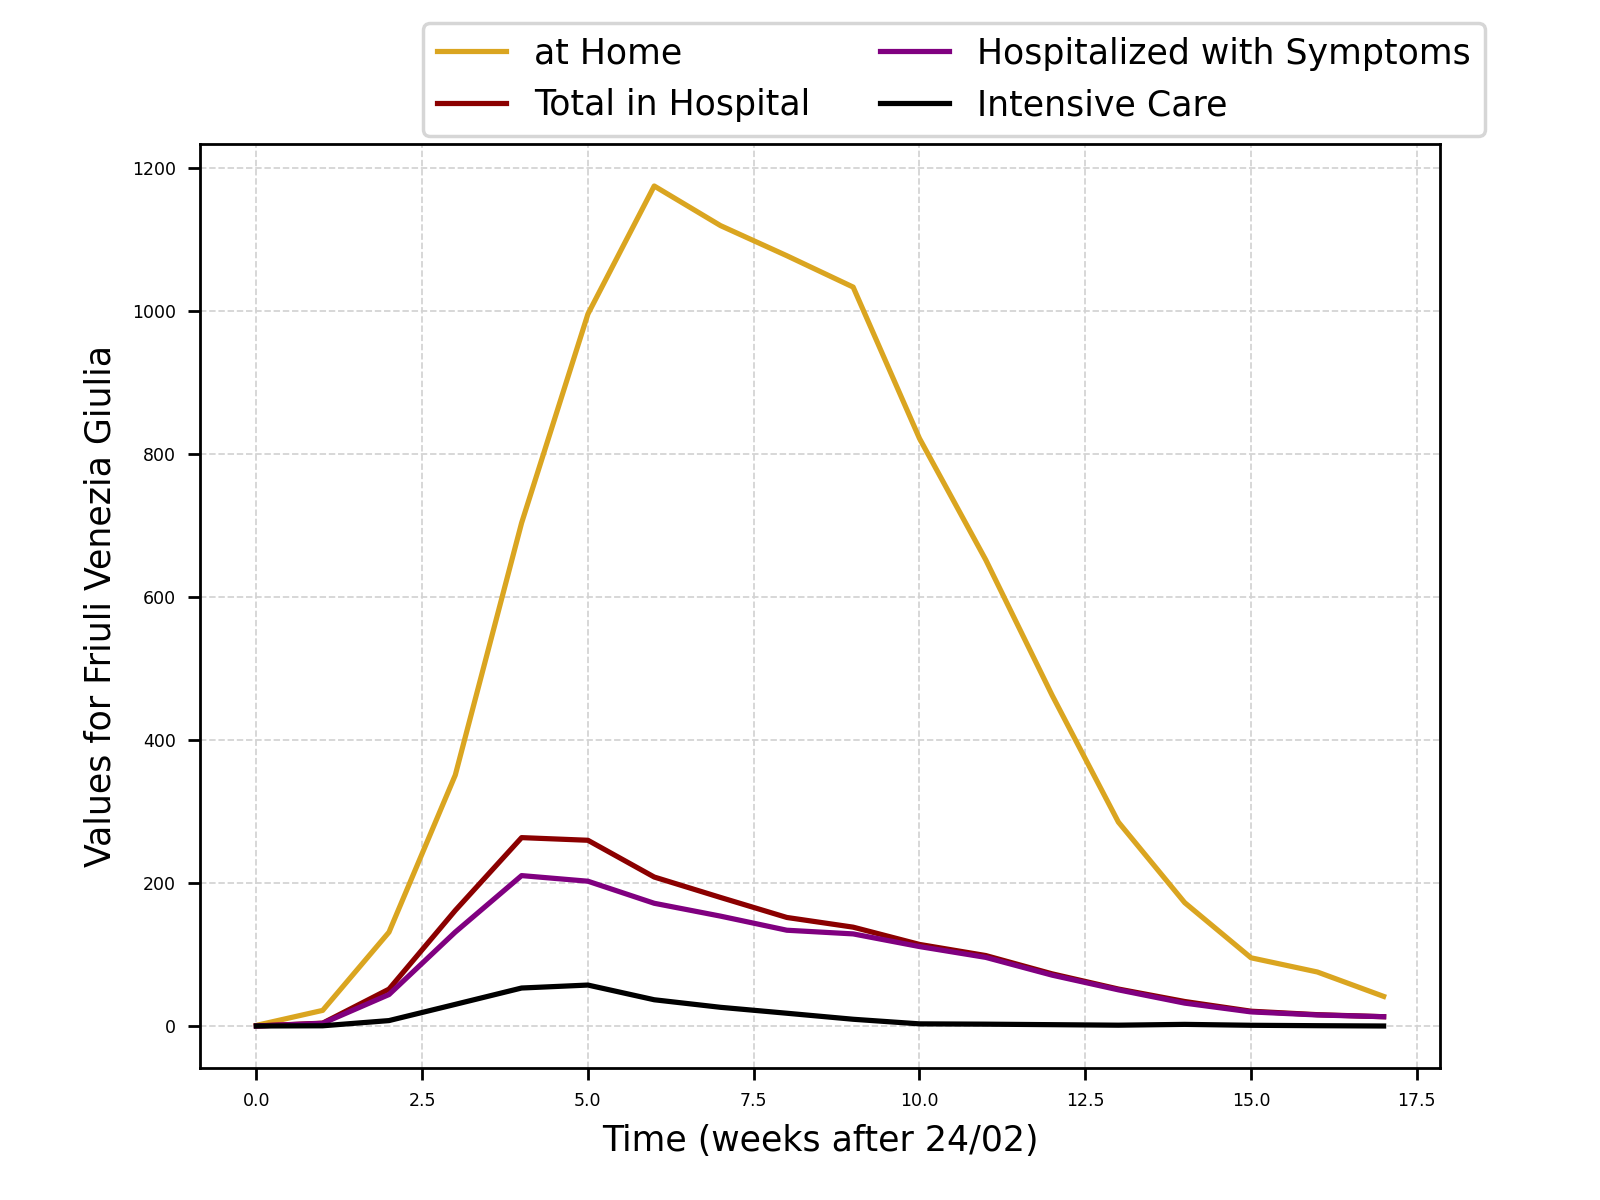 at Home
Total in Hospital
Hospitalized with Symptoms
Intensive Care
Values for Friuli Venezia Giulia
1200
1000
800
600
400
200
0
0.0 2.5 5.0 7.5 10.0 12.5 15.0 17.5
Time (weeks after 24/02)